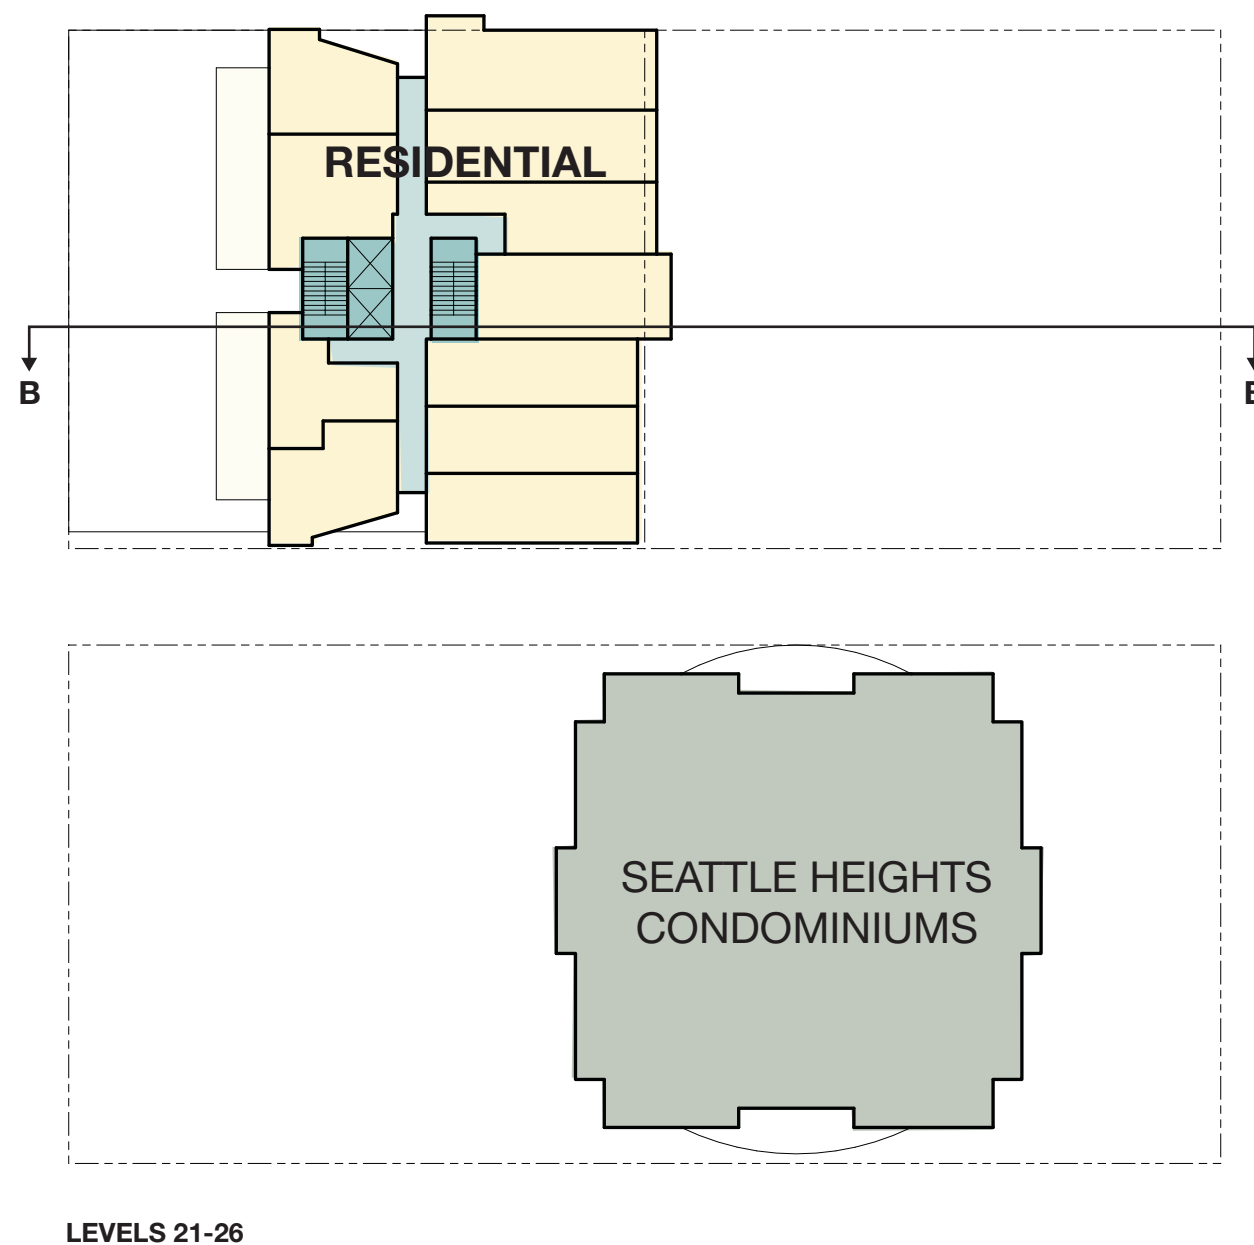 RESIDENTIAL
B
SEATTLE HEIGHTS
CONDOMINIUMS
LEVELS 21-26